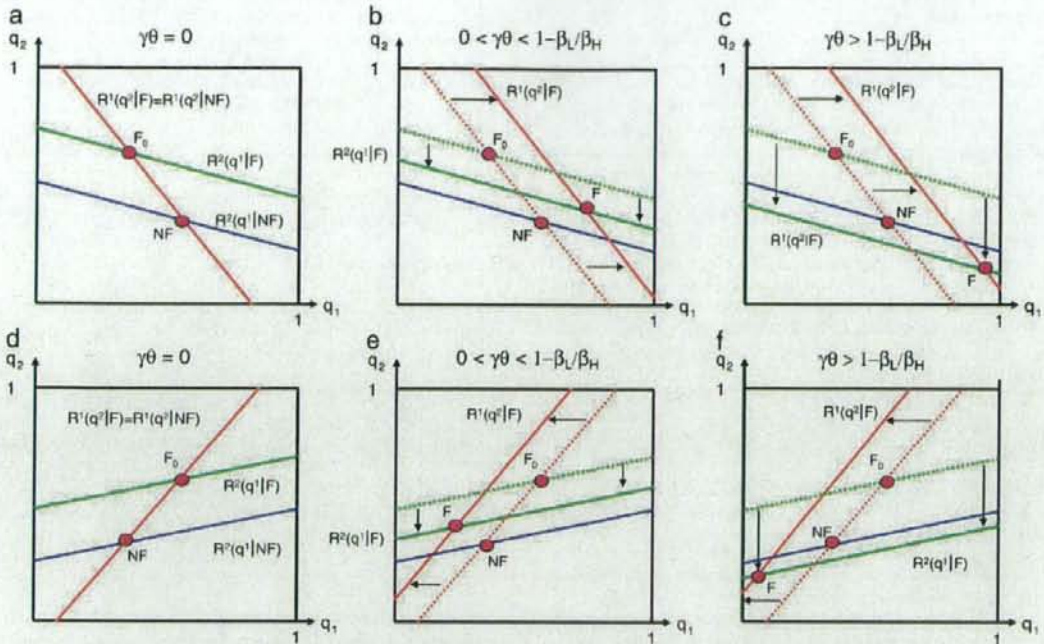 a
γθ = 0
q₂
1
R¹(q²|F)=R¹(q²|NF)
F₀
R²(q¹|F)
R²(q¹|NF)
NF
q₁
1
b
0 < γθ < 1−β_L/β_H
q₂
1
R¹(q²|F)
F₀
R²(q¹|F)
F
NF
q₁
1
c
γθ > 1−β_L/β_H
q₂
1
R¹(q²|F)
F₀
NF
R¹(q²|F)
F
q₁
1
d
γθ = 0
q₂
1
R¹(q²|F)=R¹(q²|NF)
F₀
R²(q¹|F)
NF
R²(q¹|NF)
1
q₁
e
0 < γθ < 1−β_L/β_H
q₂
1
R¹(q²|F)
F₀
F
R²(q¹|F)
NF
1
q₁
f
γθ > 1−β_L/β_H
q₂
1
R¹(q²|F)
F₀
NF
R²(q¹|F)
F
1
q₁